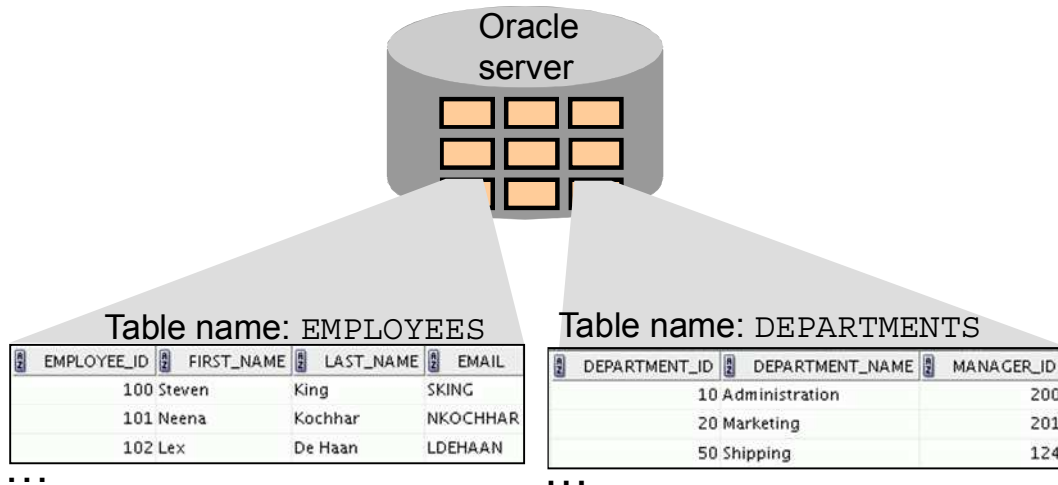 Oracle
server
Table name: EMPLOYEES
EMPLOYEE_ID FIRST_NAME LAST_NAME EMAIL
100 Steven King SKING
101 Neena Kochhar NKOCHHAR
102 Lex De Haan LDEHAAN
...
Table name: DEPARTMENTS
DEPARTMENT_ID DEPARTMENT_NAME MANAGER_ID
10 Administration 200
20 Marketing 201
50 Shipping 124
...